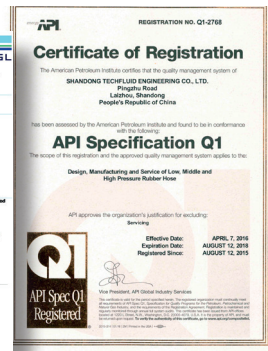 API.
REGISTRATION NO. Q1-2768
Certificate of Registration
The American Petroleum Institute certifies that the quality management system of
SHANDONG TECHFLUID ENGINEERING CO., LTD.
Pingzhu Road
Laizhou, Shandong
People's Republic of China
has been assessed by the American Petroleum Institute and found to be in conformance
with the following:
API Specification Q1
The scope of this registration and the approved quality management system applies to the:
Design, Manufacturing and Service of Low, Middle and
High Pressure Rubber Hose
API approves the organization's justification for excluding:
Servicing
Effective Date: APRIL 7, 2016
Expiration Date: AUGUST 12, 2018
Registered Since: AUGUST 12, 2015
Q1
API Spec Q1
Registered
Vice President, API Global Industry Services